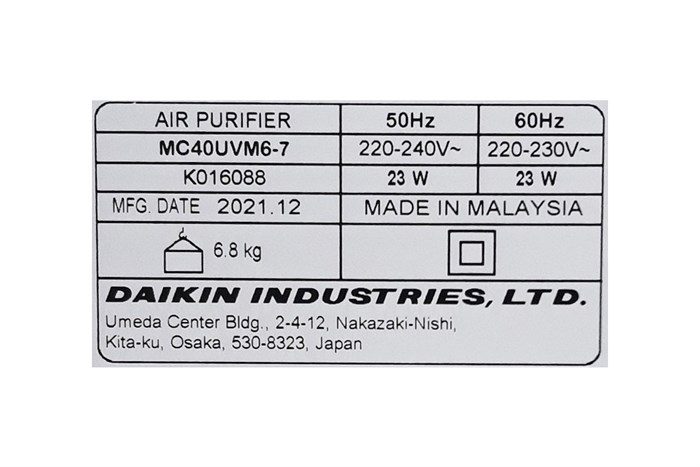 AIR PURIFIER 50Hz 60Hz
MC40UVM6-7 220-240V~ 220-230V~
K016088 23 W 23 W
MFG. DATE 2021.12 MADE IN MALAYSIA
6.8 kg
DAIKIN INDUSTRIES, LTD.
Umeda Center Bldg., 2-4-12, Nakazaki-Nishi,
Kita-ku, Osaka, 530-8323, Japan